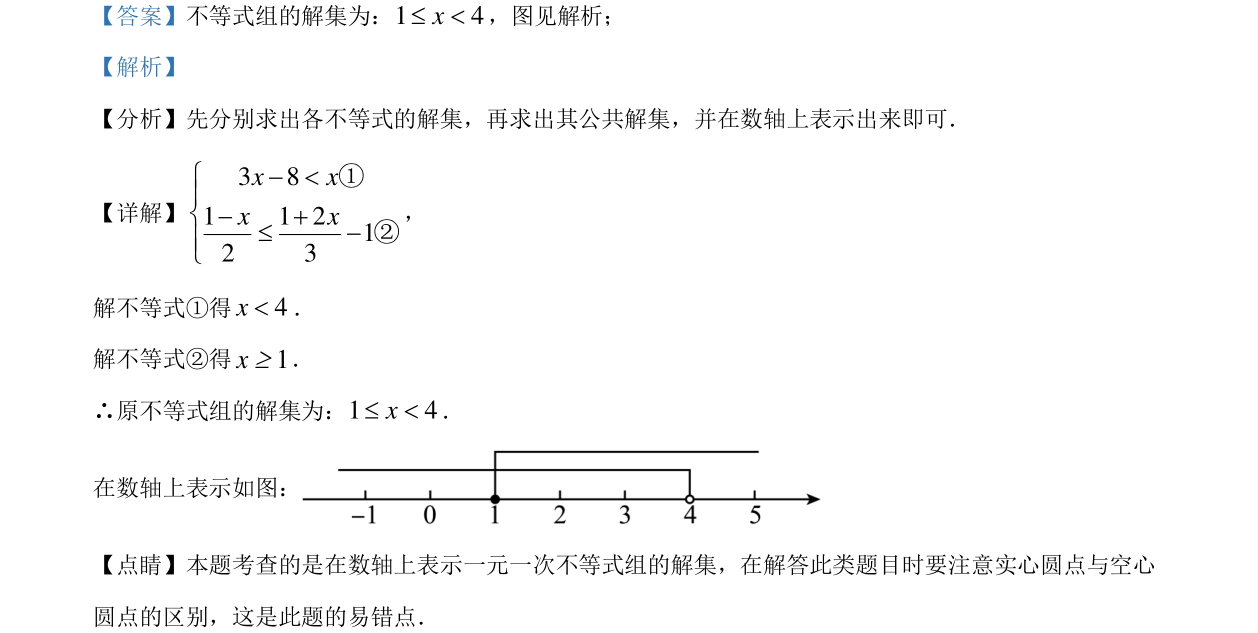 【答案】不等式组的解集为：1≤x<4，图见解析；
【解析】
【分析】先分别求出各不等式的解集，再求出其公共解集，并在数轴上表示出来即可．
【详解】{3x−8<x①
(1−x)/2≤(1+2x)/3−1②，
解不等式①得x<4．
解不等式②得x≥1．
∴原不等式组的解集为：1≤x<4．
在数轴上表示如图：
−1 0 1 2 3 4 5
【点睛】本题考查的是在数轴上表示一元一次不等式组的解集，在解答此类题目时要注意实心圆点与空心
圆点的区别，这是此题的易错点．